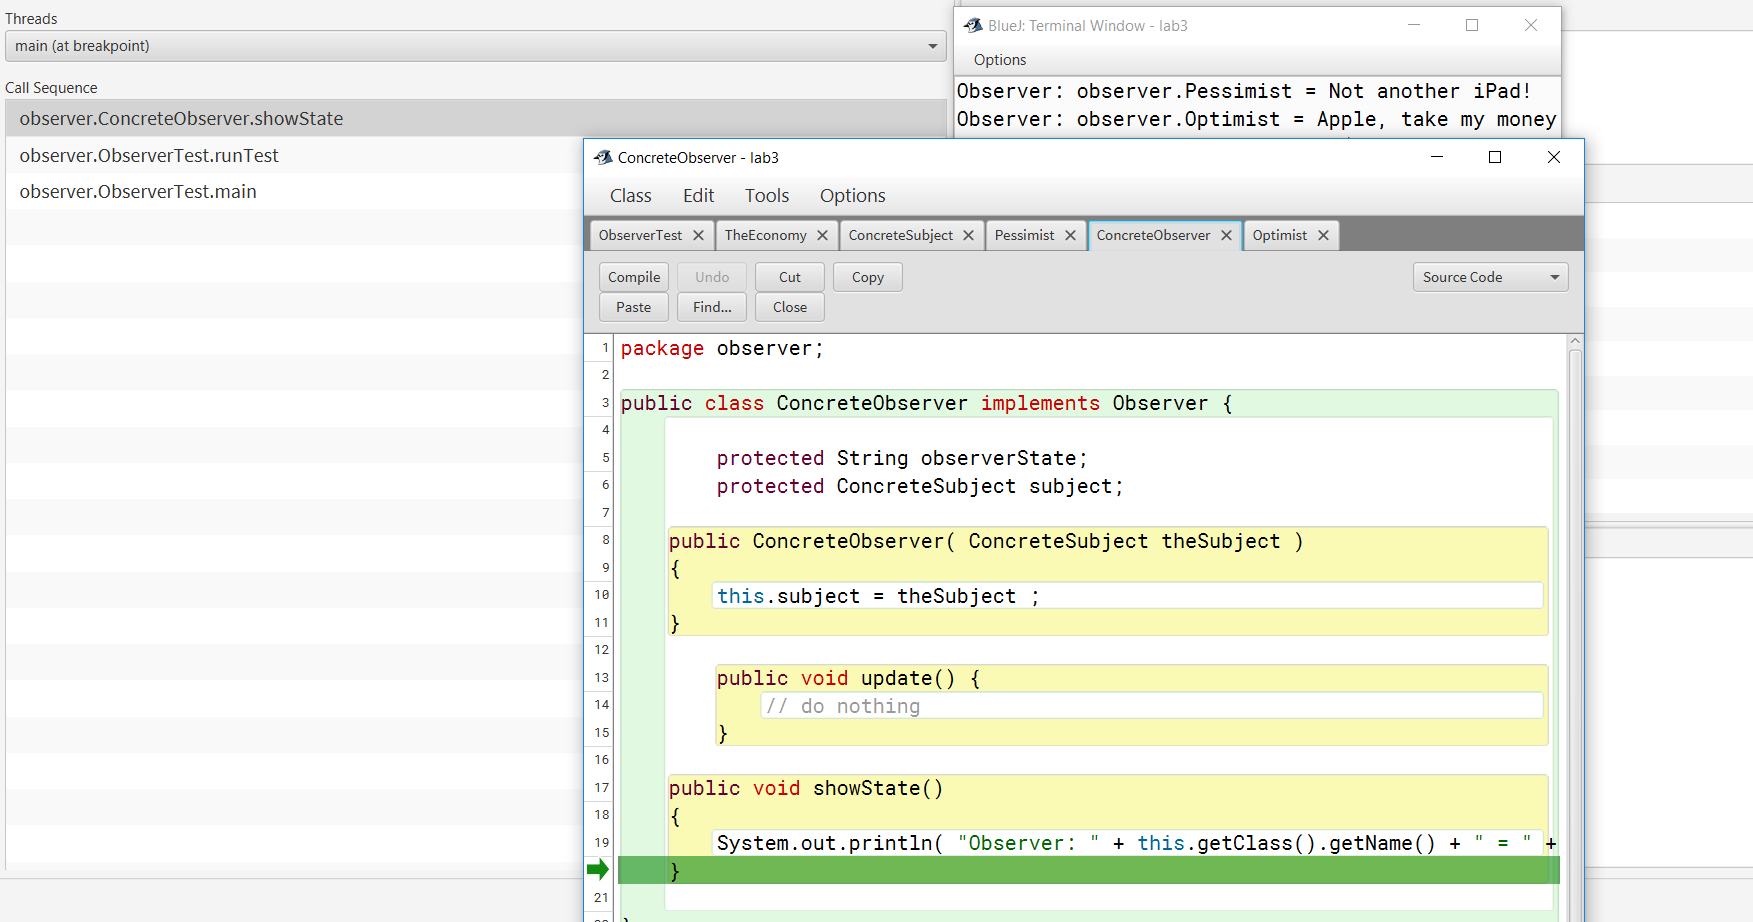 Threads
main (at breakpoint)
Call Sequence
observer.ConcreteObserver.showState
observer.ObserverTest.runTest
observer.ObserverTest.main
BlueJ: Terminal Window - lab3
Options
Observer: observer.Pessimist = Not another iPad!
Observer: observer.Optimist = Apple, take my money
ConcreteObserver - lab3
Class Edit Tools Options
ObserverTest TheEconomy ConcreteSubject Pessimist ConcreteObserver Optimist
Compile Undo Cut Copy Source Code
Paste Find... Close
1 package observer;
2
3 public class ConcreteObserver implements Observer {
4
5 protected String observerState;
6 protected ConcreteSubject subject;
7
8 public ConcreteObserver( ConcreteSubject theSubject )
9 {
10 this.subject = theSubject ;
11 }
12
13 public void update() {
14 // do nothing
15 }
16
17 public void showState()
18 {
19 System.out.println( "Observer: " + this.getClass().getName() + " = " +
}
21